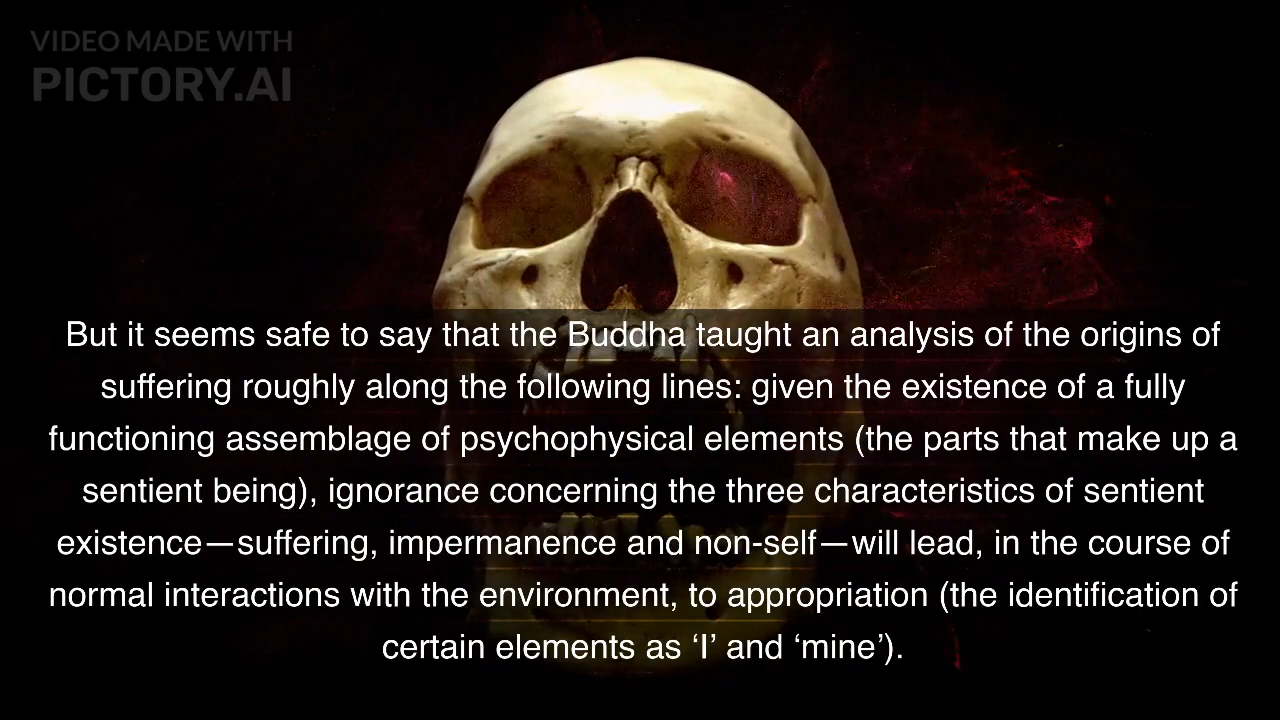 VIDEO MADE WITH
PICTORY.AI
But it seems safe to say that the Buddha taught an analysis of the origins of
suffering roughly along the following lines: given the existence of a fully
functioning assemblage of psychophysical elements (the parts that make up a
sentient being), ignorance concerning the three characteristics of sentient
existence—suffering, impermanence and non-self—will lead, in the course of
normal interactions with the environment, to appropriation (the identification of
certain elements as ‘I’ and ‘mine’).